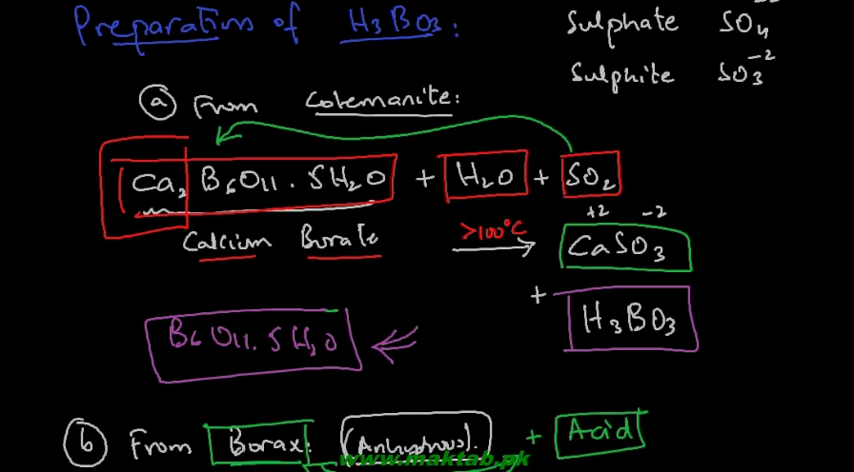 Preparation of H3BO3:
Sulphate SO4
Sulphite SO3 -2
(a) From Colemanite:
Ca2 B6O11 . 5H2O + H2O + SO2
+2 -2
Calcium Borate >100°C CaSO3
+ H3BO3
B6O11 . 5H2O
(b) From Borax: (Anhydrous). + Acid
www.maktab.pk